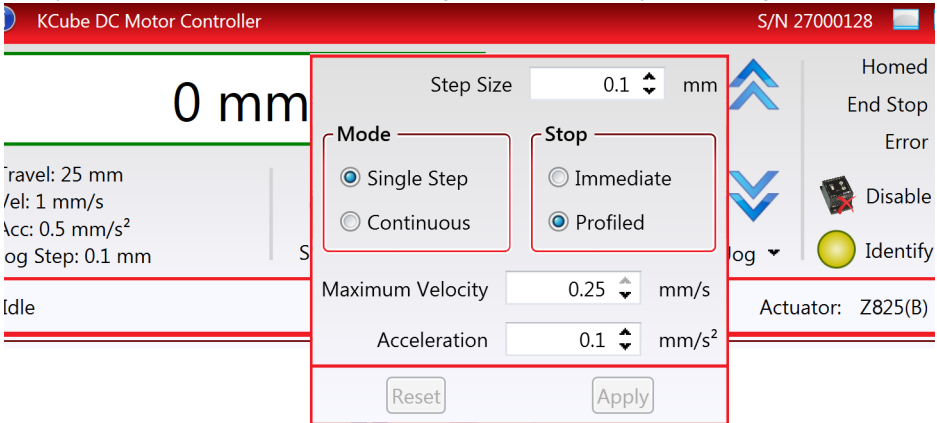 KCube DC Motor Controller
S/N 27000128
0 mm
Travel: 25 mm
Vel: 1 mm/s
Acc: 0.5 mm/s²
Jog Step: 0.1 mm
Idle
Step Size 0.1 mm
Mode
Single Step
Continuous
Stop
Immediate
Profiled
Maximum Velocity 0.25 mm/s
Acceleration 0.1 mm/s²
Reset
Apply
Homed
End Stop
Error
Disable
Jog
Identify
Actuator: Z825(B)